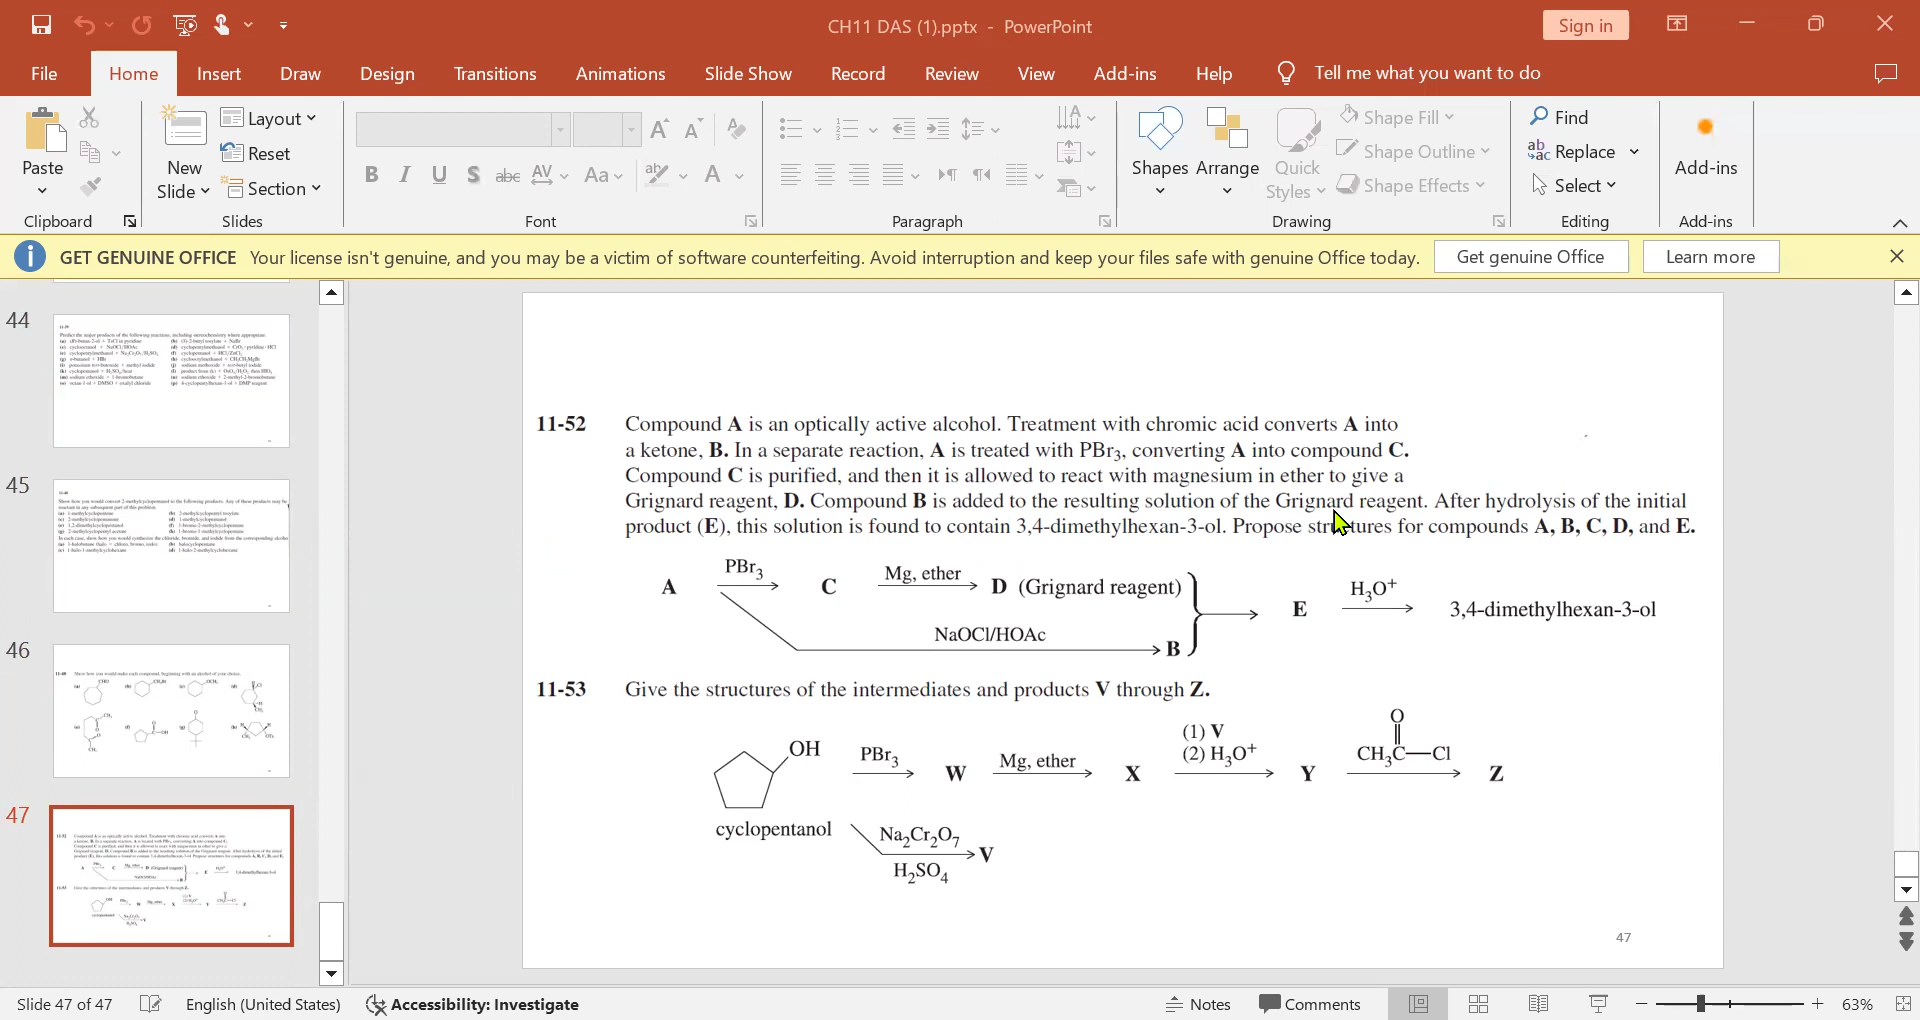 CH11 DAS (1).pptx - PowerPoint
Sign in
File Home Insert Draw Design Transitions Animations Slide Show Record Review View Add-ins Help Tell me what you want to do
Paste
Clipboard
New Slide
Layout
Reset
Section
Slides
B I U S abc AV Aa A
Font
Paragraph
Shapes
Arrange
Quick Styles
Shape Fill
Shape Outline
Shape Effects
Drawing
Find
Replace
Select
Editing
Add-ins
Add-ins
GET GENUINE OFFICE Your license isn't genuine, and you may be a victim of software counterfeiting. Avoid interruption and keep your files safe with genuine Office today. Get genuine Office Learn more
44
45
46
47
11-52 Compound A is an optically active alcohol. Treatment with chromic acid converts A into
a ketone, B. In a separate reaction, A is treated with PBr₃, converting A into compound C.
Compound C is purified, and then it is allowed to react with magnesium in ether to give a
Grignard reagent, D. Compound B is added to the resulting solution of the Grignard reagent. After hydrolysis of the initial
product (E), this solution is found to contain 3,4-dimethylhexan-3-ol. Propose structures for compounds A, B, C, D, and E.
A PBr₃ C Mg, ether D (Grignard reagent)
NaOCl/HOAc B
E H₃O⁺ 3,4-dimethylhexan-3-ol
11-53 Give the structures of the intermediates and products V through Z.
OH
PBr₃ W Mg, ether X
(1) V
(2) H₃O⁺
Y
O
CH₃C—Cl
Z
cyclopentanol
Na₂Cr₂O₇
H₂SO₄
V
47
Slide 47 of 47 English (United States) Accessibility: Investigate Notes Comments 63%